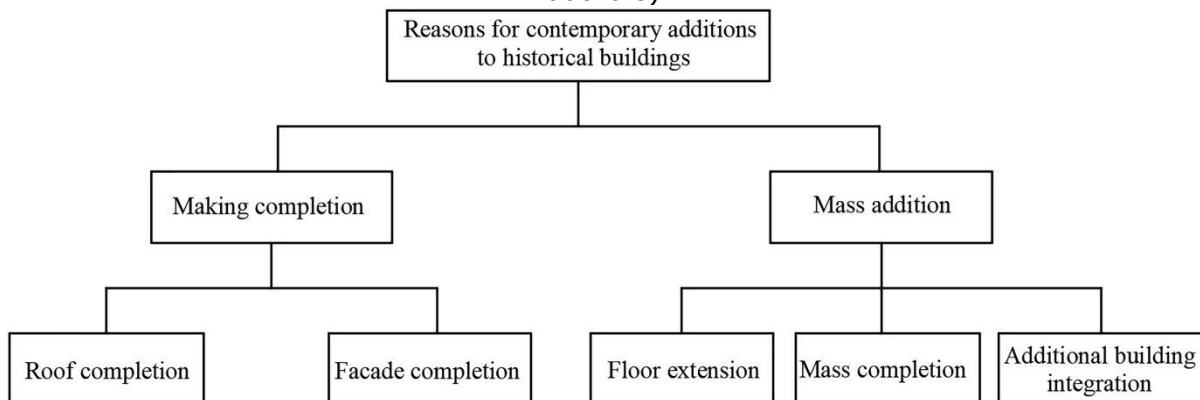 Reasons for contemporary additions
to historical buildings
Making completion
Mass addition
Roof completion
Facade completion
Floor extension
Mass completion
Additional building
integration